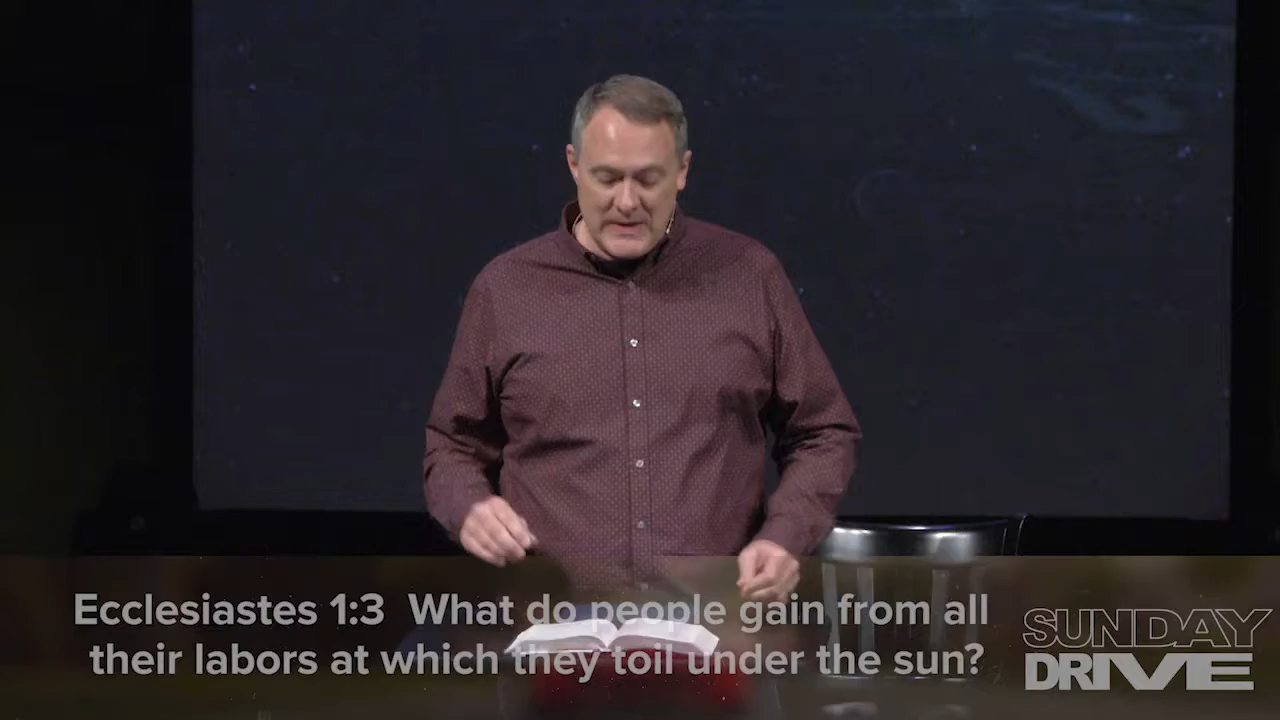 Ecclesiastes 1:3  What do people gain from all
their labors at which they toil under the sun?
SUNDAY
DRIVE